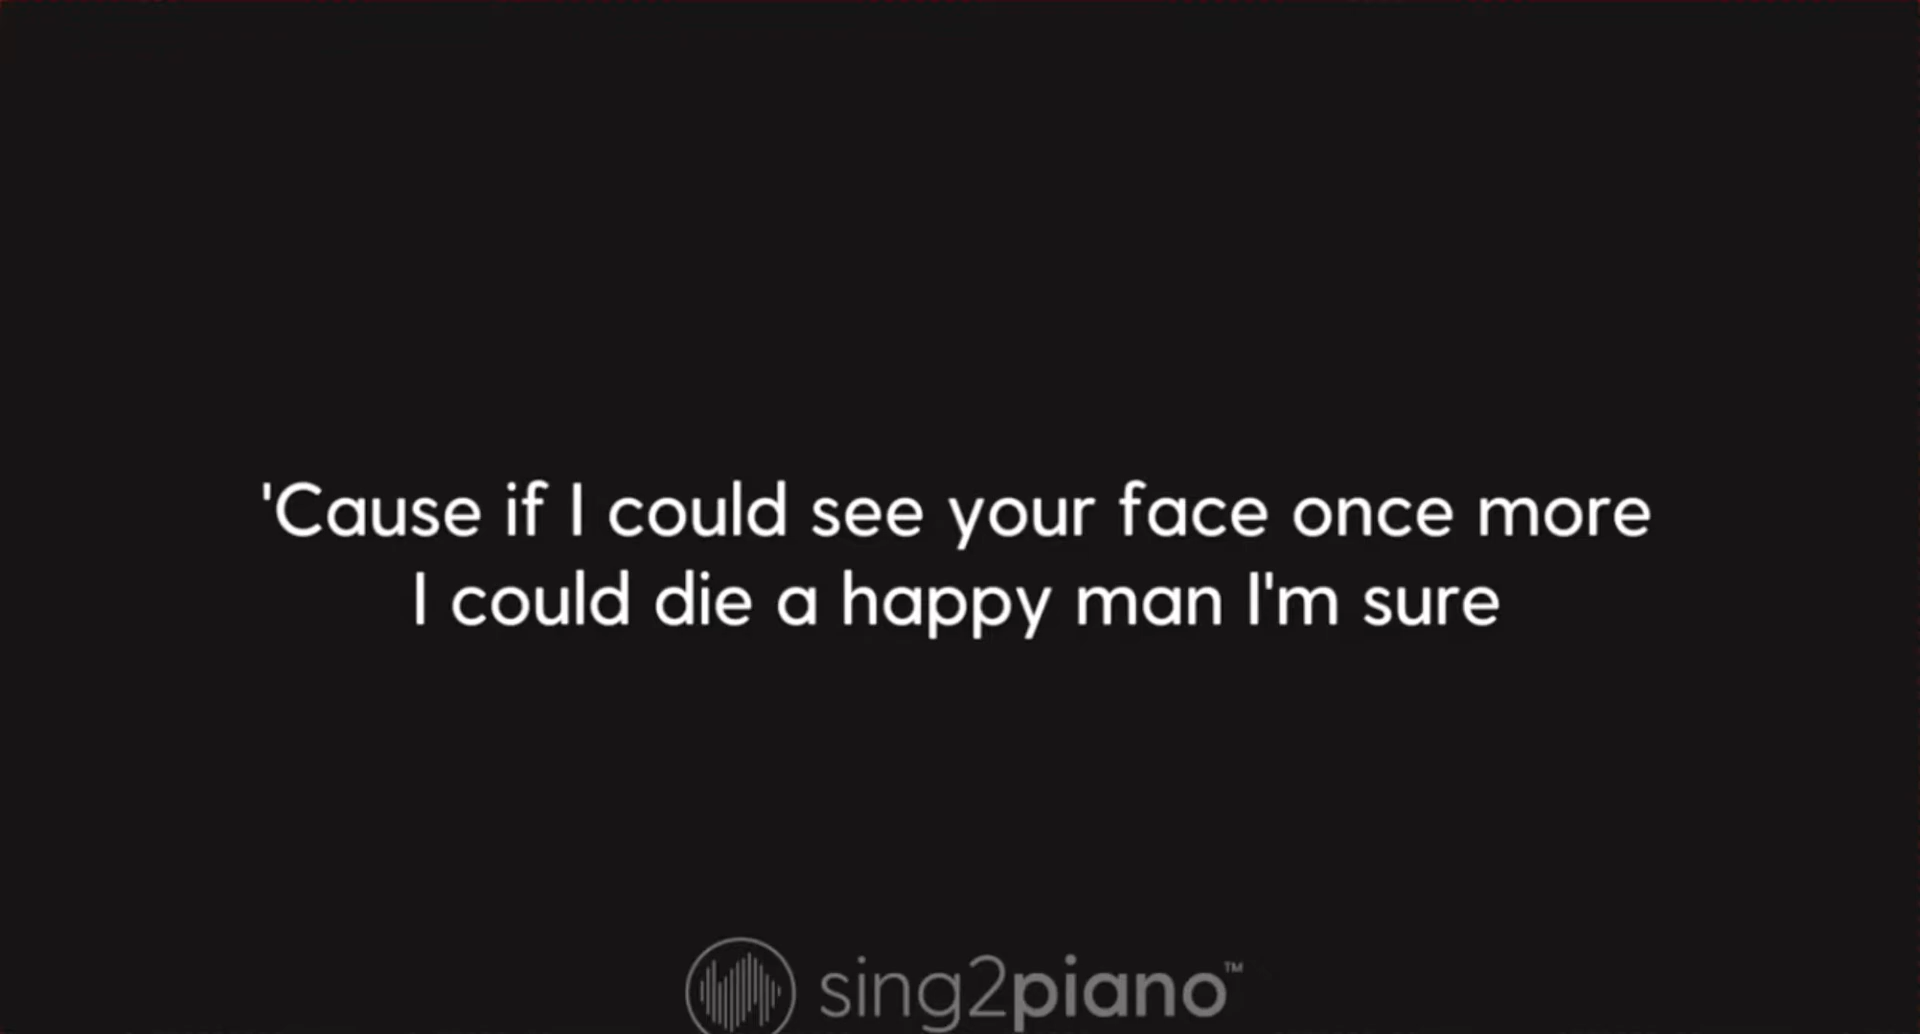 'Cause if I could see your face once more
I could die a happy man I'm sure
sing2piano™